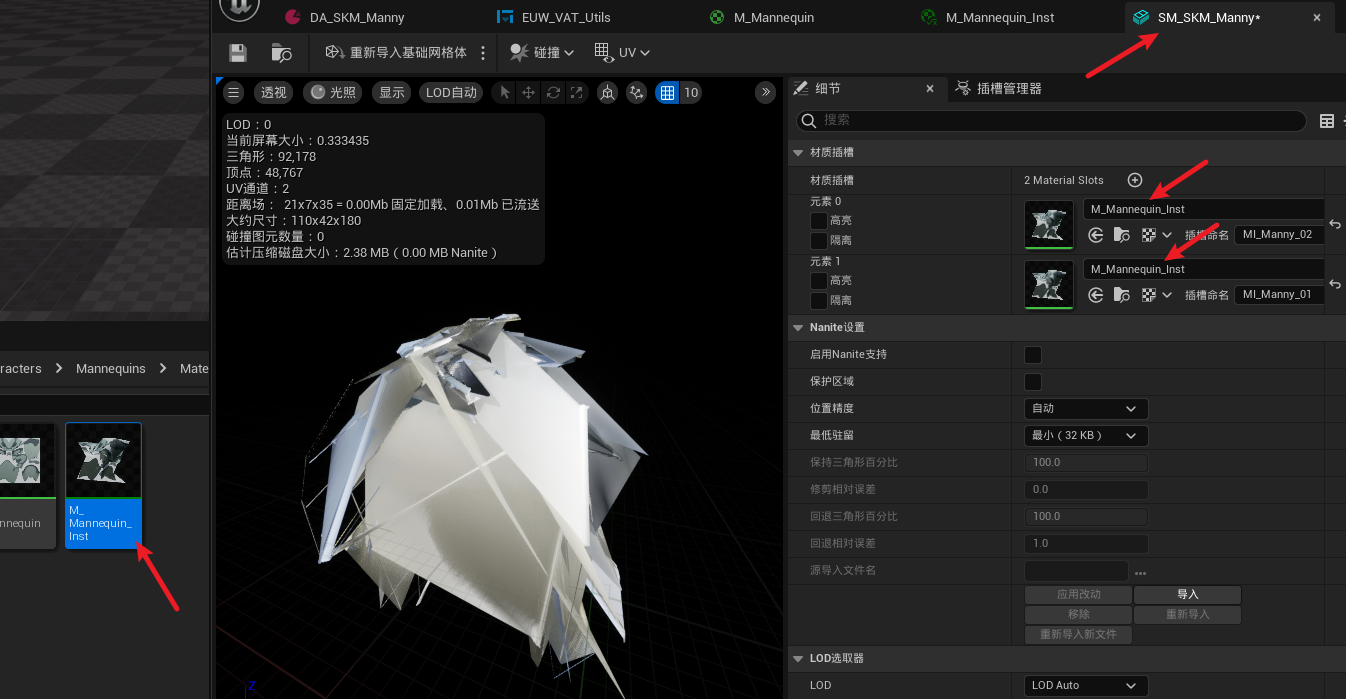 DA_SKM_Manny
EUW_VAT_Utils
M_Mannequin
M_Mannequin_Inst
SM_SKM_Manny*
重新导入基础网格体
碰撞
UV
透视
光照
显示
LOD自动
10
LOD：0
当前屏幕大小：0.333435
三角形：92,178
顶点：48,767
UV通道：2
距离场： 21x7x35 = 0.00Mb 固定加载、0.01Mb 已流送
大约尺寸：110x42x180
碰撞图元数量：0
估计压缩磁盘大小：2.38 MB（0.00 MB Nanite）
Z
racters
Mannequins
Mate
nnequin
M_
Mannequin_
Inst
细节
插槽管理器
搜索
材质插槽
材质插槽
2 Material Slots
元素 0
高亮
隔离
M_Mannequin_Inst
插槽命名
MI_Manny_02
元素 1
高亮
隔离
M_Mannequin_Inst
插槽命名
MI_Manny_01
Nanite设置
启用Nanite支持
保护区域
位置精度
自动
最低驻留
最小（32 KB）
保持三角形百分比
100.0
修剪相对误差
0.0
回退三角形百分比
100.0
回退相对误差
1.0
源导入文件名
应用改动
导入
移除
重新导入
重新导入新文件
LOD选取器
LOD
LOD Auto